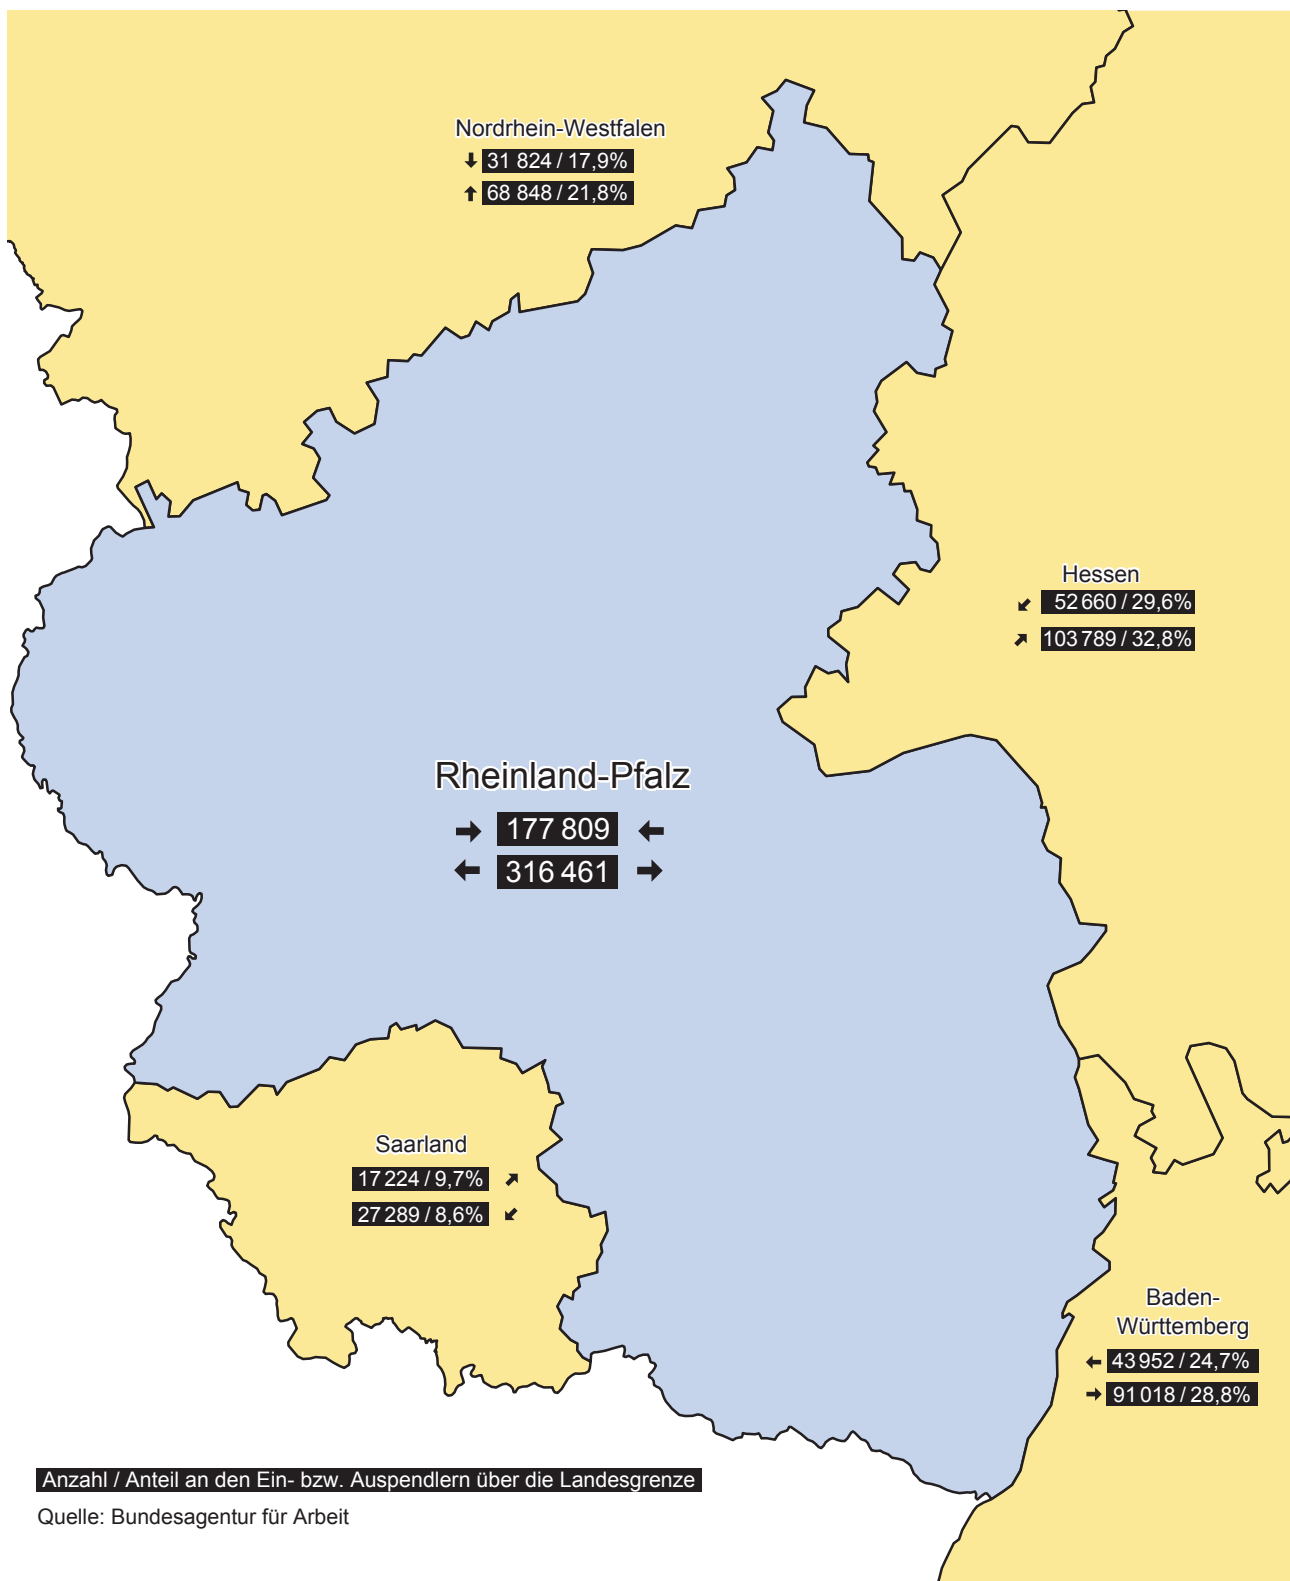 Nordrhein-Westfalen
31 824 / 17,9%
68 848 / 21,8%
Hessen
52 660 / 29,6%
103 789 / 32,8%
Rheinland-Pfalz
177 809
316 461
Saarland
17 224 / 9,7%
27 289 / 8,6%
Baden-
Württemberg
43 952 / 24,7%
91 018 / 28,8%
Anzahl / Anteil an den Ein- bzw. Auspendlern über die Landesgrenze
Quelle: Bundesagentur für Arbeit